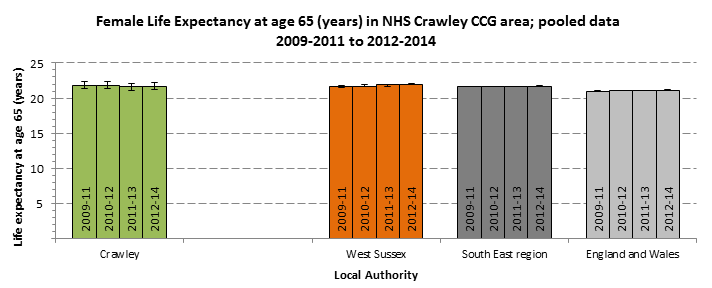 Female Life Expectancy at age 65 (years) in NHS Crawley CCG area; pooled data
2009-2011 to 2012-2014
Life expectancy at age 65 (years)
25
20
15
10
5
2009-11
2010-12
2011-13
2012-14
2009-11
2010-12
2011-13
2012-14
2009-11
2010-12
2011-13
2012-14
2009-11
2010-12
2011-13
2012-14
Crawley
West Sussex
South East region
England and Wales
Local Authority